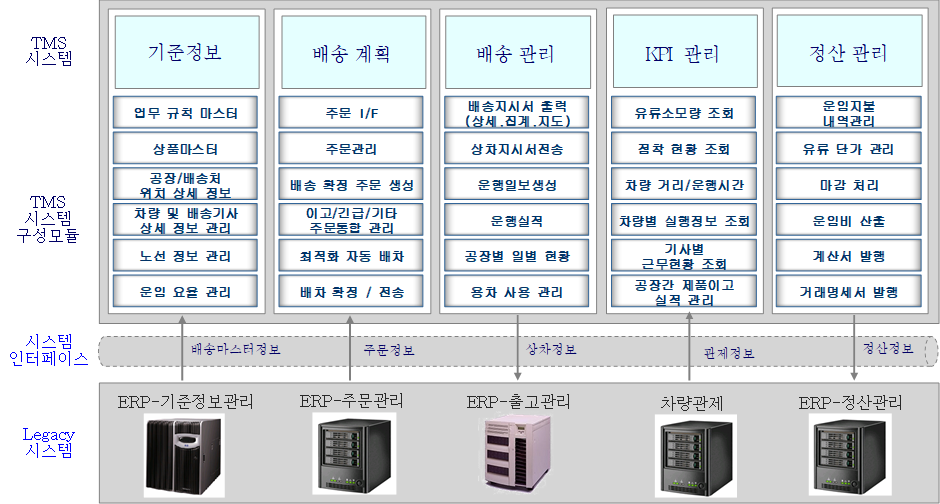 TMS
시스템
기준정보
배송 계획
배송 관리
KPI 관리
정산 관리
TMS
시스템
구성모듈
업무 규칙 마스터
상품마스터
공장/배송처
위치 상세 정보
차량 및 배송기사
상세 정보 관리
노선 정보 관리
운임 요율 관리
주문 I/F
주문관리
배송 확정 주문 생성
이고/긴급/기타
주문통합 관리
최적화 자동 배차
배차 확정 / 전송
배송지시서 출력
(상세,집계,지도)
상차지시서전송
운행일보생성
운행실적
공장별 일별 현황
용차 사용 관리
유류소모량 조회
정착 현황 조회
차량 거리/운행시간
차량별 실행정보 조회
기사별
근무현황 조회
공장간 제품이고
실적 관리
운임지불
내역관리
유류 단가 관리
마감 처리
운임비 산출
계산서 발행
거래명세서 발행
시스템
인터페이스
배송마스터정보
주문정보
상차정보
관제정보
정산정보
Legacy
시스템
ERP-기준정보관리
ERP-주문관리
ERP-출고관리
차량관제
ERP-정산관리